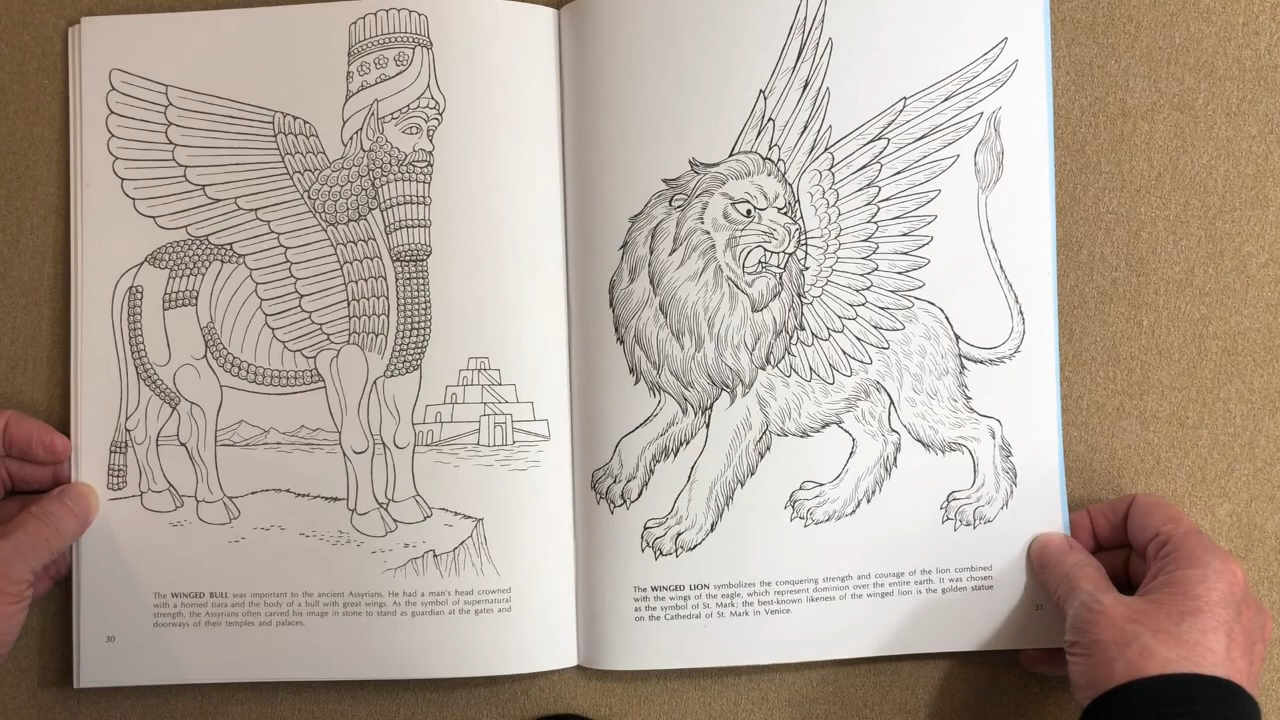 The WINGED BULL was important to the ancient Assyrians. He had a man's head crowned
with a horned tiara and the body of a bull with great wings. As the symbol of supernatural
strength, the Assyrians often carved his image in stone to stand as guardian at the gates and
doorways of their temples and palaces.
30
The WINGED LION symbolizes the conquering strength and courage of the lion combined
with the wings of the eagle, which represent dominion over the entire earth. It was chosen
as the symbol of St. Mark; the best-known likeness of the winged lion is the golden statue
on the Cathedral of St. Mark in Venice.
31